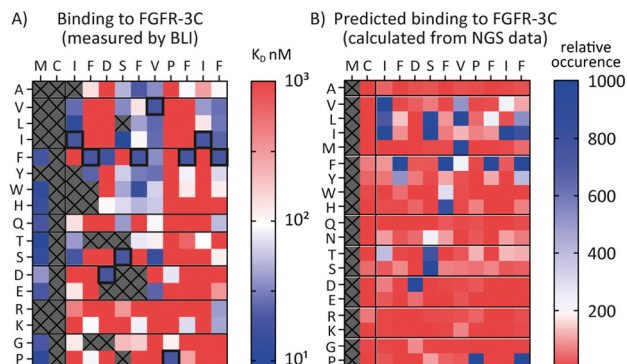 A) Binding to FGFR-3C
(measured by BLI)
M C I F D S F V P F I F
K_D nM
A
V
L
I
F
Y
W
H
Q
T
S
D
E
R
K
G
P
10³
10²
10¹
B) Predicted binding to FGFR-3C
(calculated from NGS data)
M C I F D S F V P F I F
relative
occurence
A
V
L
I
M
F
Y
W
H
Q
N
T
S
D
E
R
K
G
P
1000
800
600
400
200